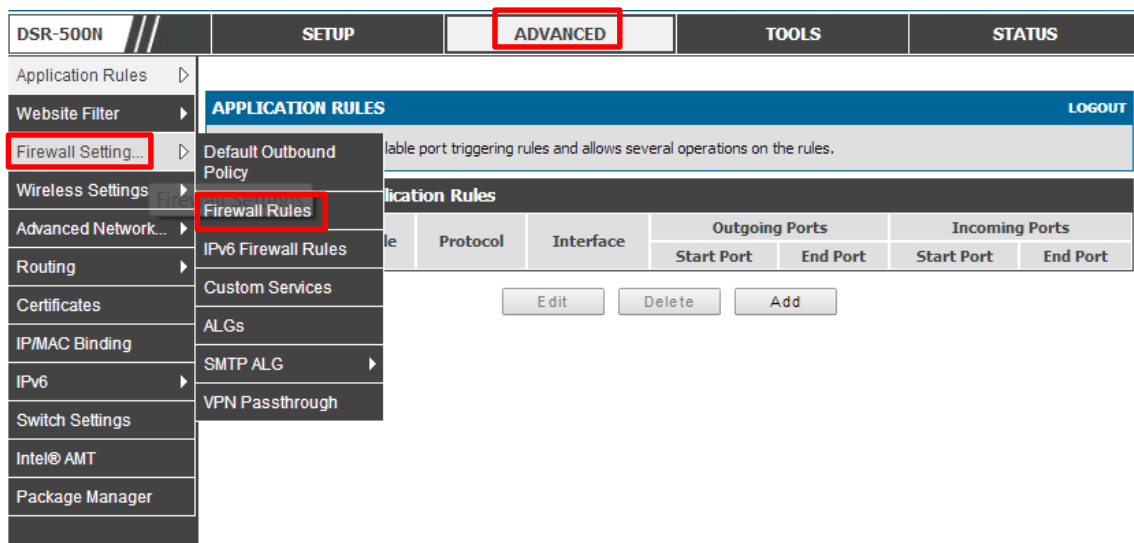 DSR-500N
SETUP
ADVANCED
TOOLS
STATUS
Application Rules
Website Filter
Firewall Setting...
Wireless Settings
Advanced Network...
Routing
Certificates
IP/MAC Binding
IPv6
Switch Settings
Intel® AMT
Package Manager
Default Outbound
Policy
Firewall Rules
IPv6 Firewall Rules
Custom Services
ALGs
SMTP ALG
VPN Passthrough
APPLICATION RULES
LOGOUT
lable port triggering rules and allows several operations on the rules.
lication Rules
le
Protocol
Interface
Outgoing Ports
Incoming Ports
Start Port
End Port
Start Port
End Port
Edit
Delete
Add